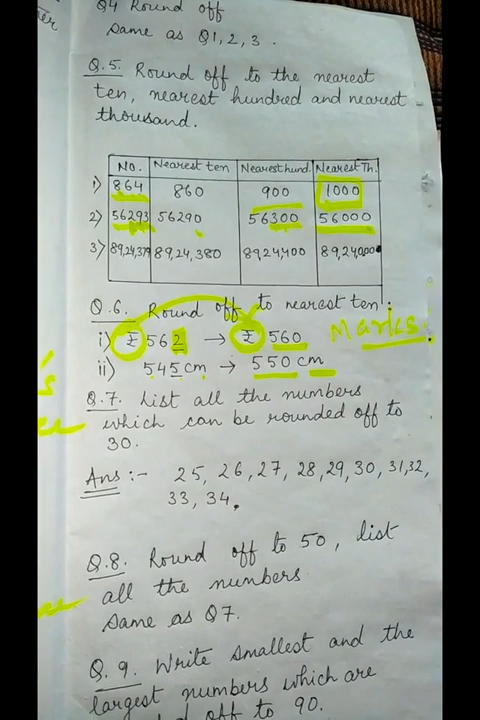 Q4 Round off
Same as Q1, 2, 3.
Q.5. Round off to the nearest
ten, nearest hundred and nearest
thousand.
No. Nearest ten Nearest hund. Nearest Th.
1) 864 860 900 1000
2) 56293 56290 56300 56000
3) 89,24,379 89,24,380 89,24,400 89,24,000
Q.6. Round off to nearest ten:
i) ₹ 562 → ₹ 560 Marks.
ii) 545 cm → 550 cm
Q.7. List all the numbers
which can be rounded off to
30.
Ans :- 25, 26, 27, 28, 29, 30, 31, 32,
33, 34.
Q.8. Round off to 50, list
all the numbers
Same as Q7.
Q.9. Write smallest and the
largest numbers which are
off to 90.